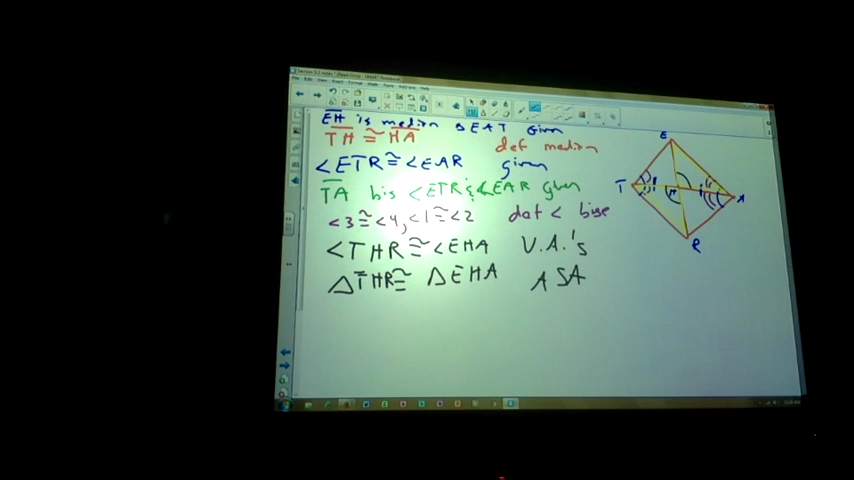 EH is median ΔEAT Given
TH ≅ HA def median
<ETR ≅ <EAR given
TA bis <ETR & <EAR given
<3 ≅ <4, <1 ≅ <2 def < bise
<THR ≅ <EHA V.A.'s
ΔTHR ≅ ΔEHA ASA
E
T
H
A
R